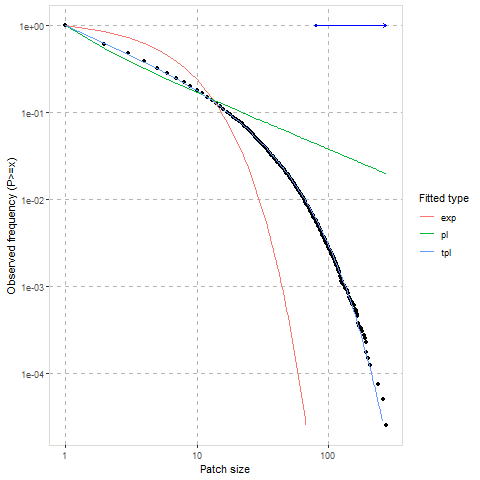 1e+00
1e-01
1e-02
1e-03
1e-04
Observed frequency (P>=x)
1
10
100
Patch size
Fitted type
exp
pl
tpl